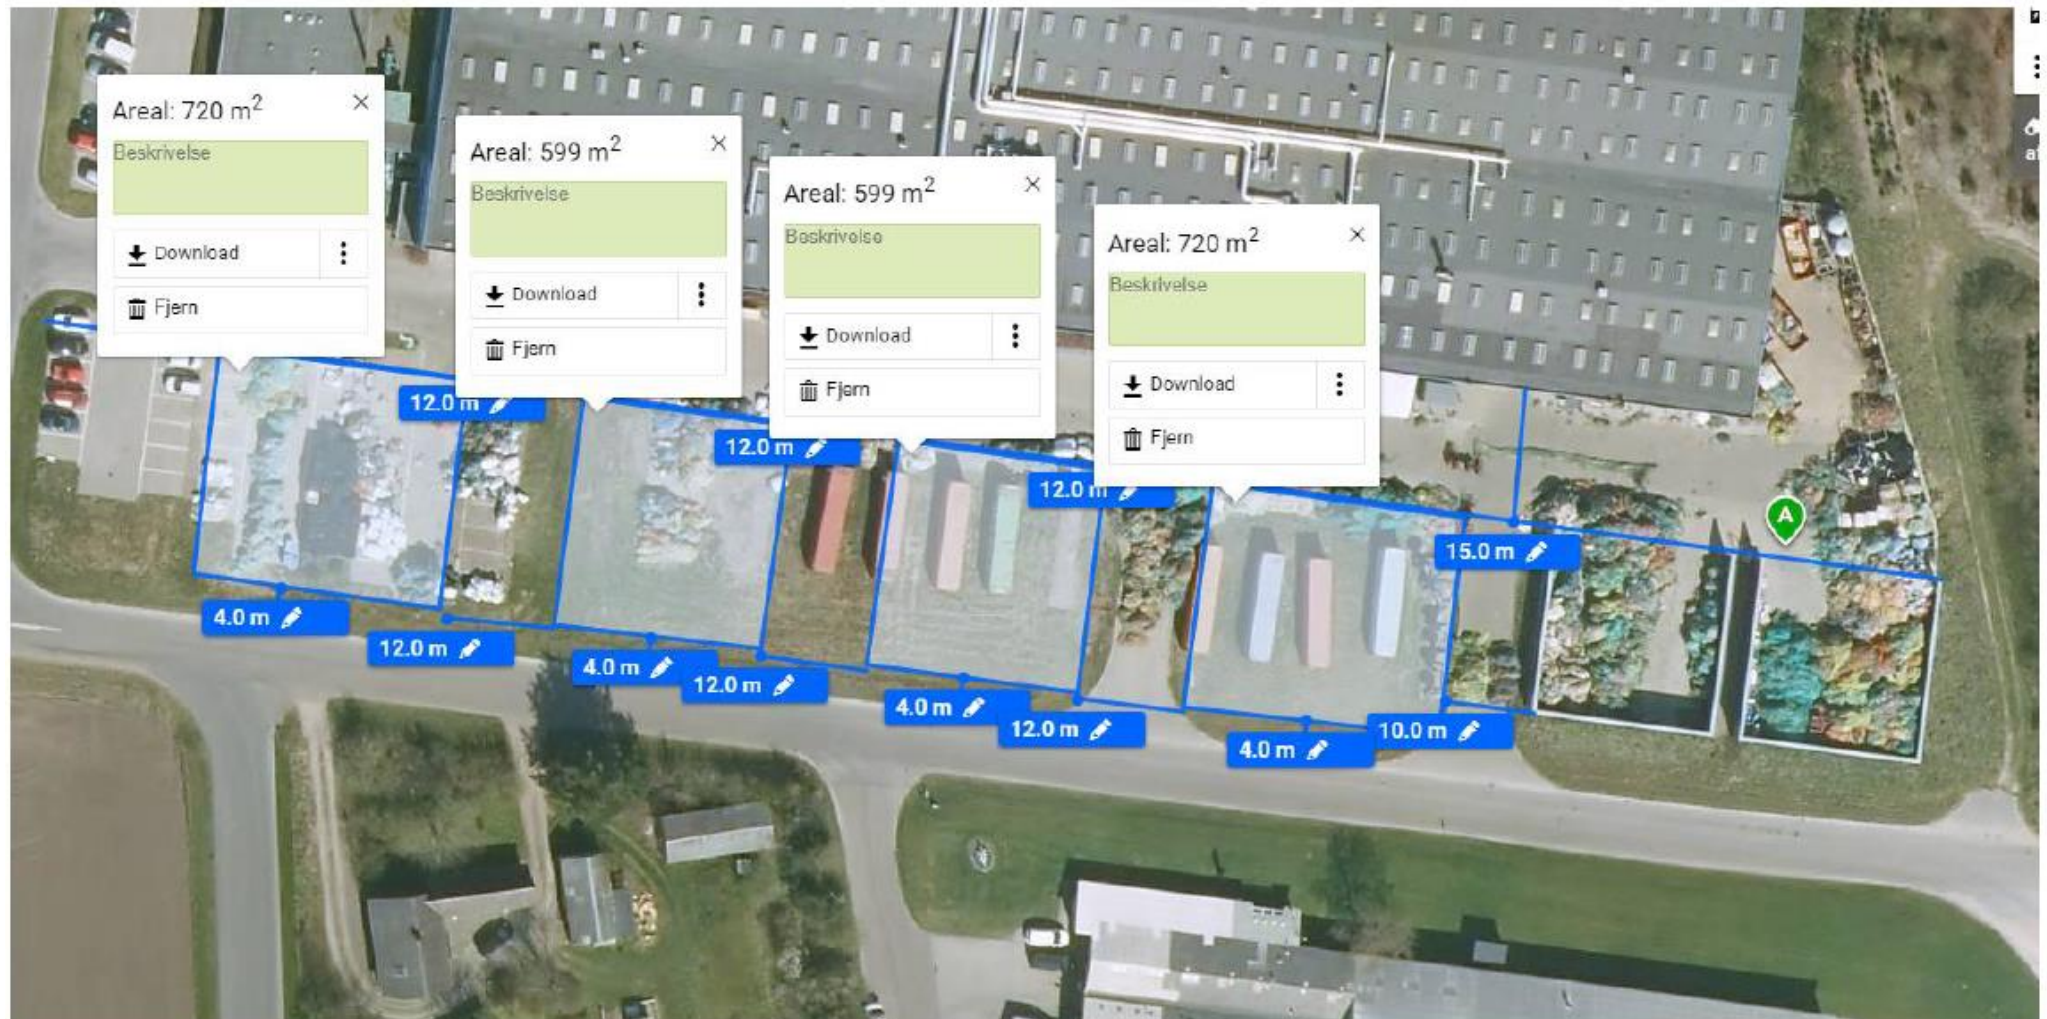 Areal: 720 m²
Beskrivelse
Download
Fjern
Areal: 599 m²
Beskrivelse
Download
Fjern
Areal: 599 m²
Beskrivelse
Download
Fjern
Areal: 720 m²
Beskrivelse
Download
Fjern
12.0 m
12.0 m
12.0 m
15.0 m
A
4.0 m
12.0 m
4.0 m
12.0 m
4.0 m
12.0 m
4.0 m
10.0 m